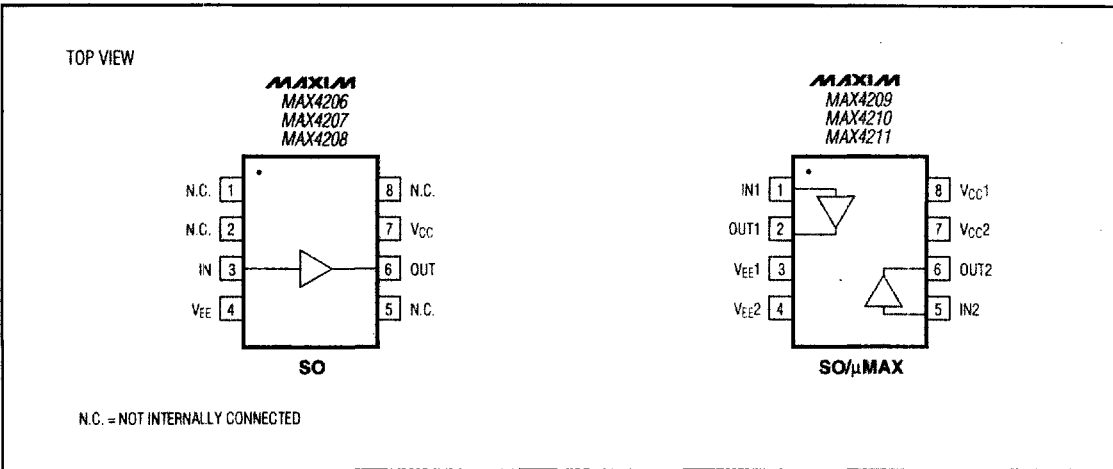 TOP VIEW
MAXIM
MAX4206
MAX4207
MAX4208
N.C. 1
8 N.C.
N.C. 2
7 VCC
IN 3
6 OUT
VEE 4
5 N.C.
SO
MAXIM
MAX4209
MAX4210
MAX4211
IN1 1
8 VCC1
OUT1 2
7 VCC2
VEE1 3
6 OUT2
VEE2 4
5 IN2
SO/µMAX
N.C. = NOT INTERNALLY CONNECTED